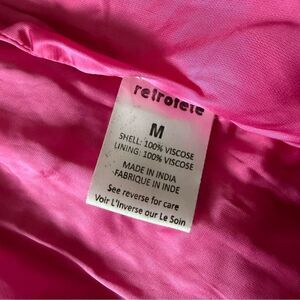 retrofete
M
SHELL: 100% VISCOSE
LINING: 100% VISCOSE
MADE IN INDIA
FABRIQUE IN INDE
See reverse for care
Voir L'Inverse our Le Soin